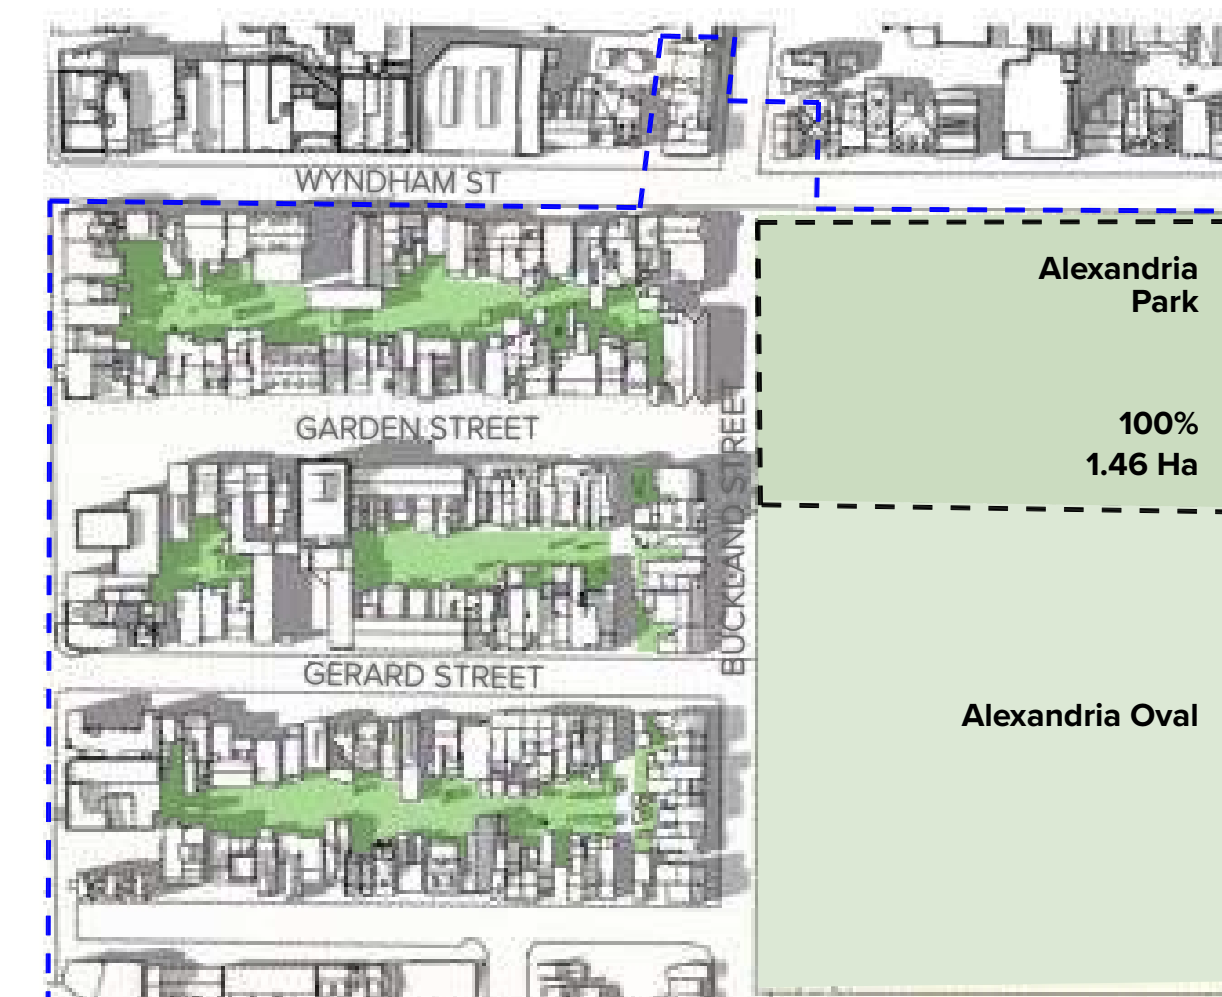 WYNDHAM ST
Alexandria
Park
100%
1.46 Ha
GARDEN STREET
BUCKLAND STREET
GERARD STREET
Alexandria Oval